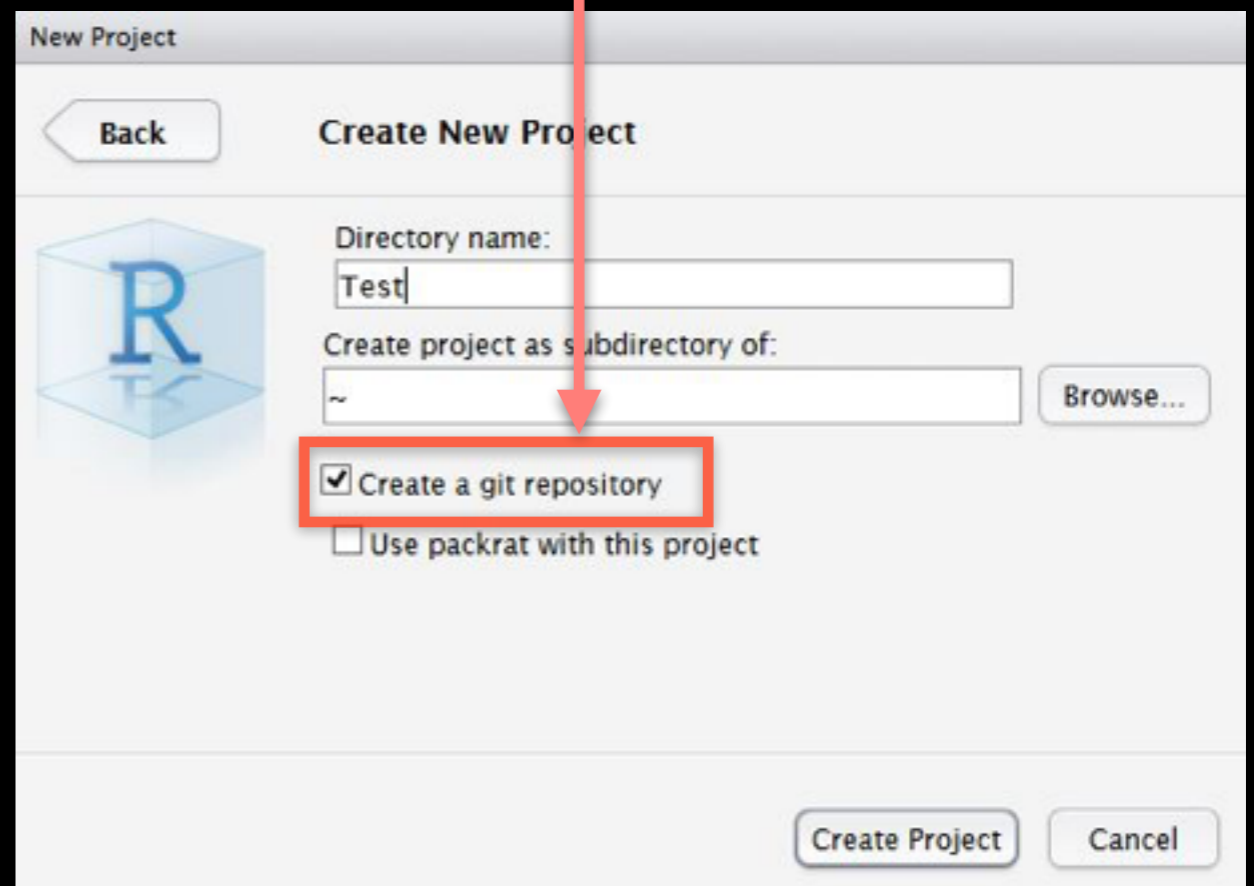 New Project
Back
Create New Project
R
Directory name:
Test
Create project as subdirectory of:
~
Browse...
Create a git repository
Use packrat with this project
Create Project
Cancel